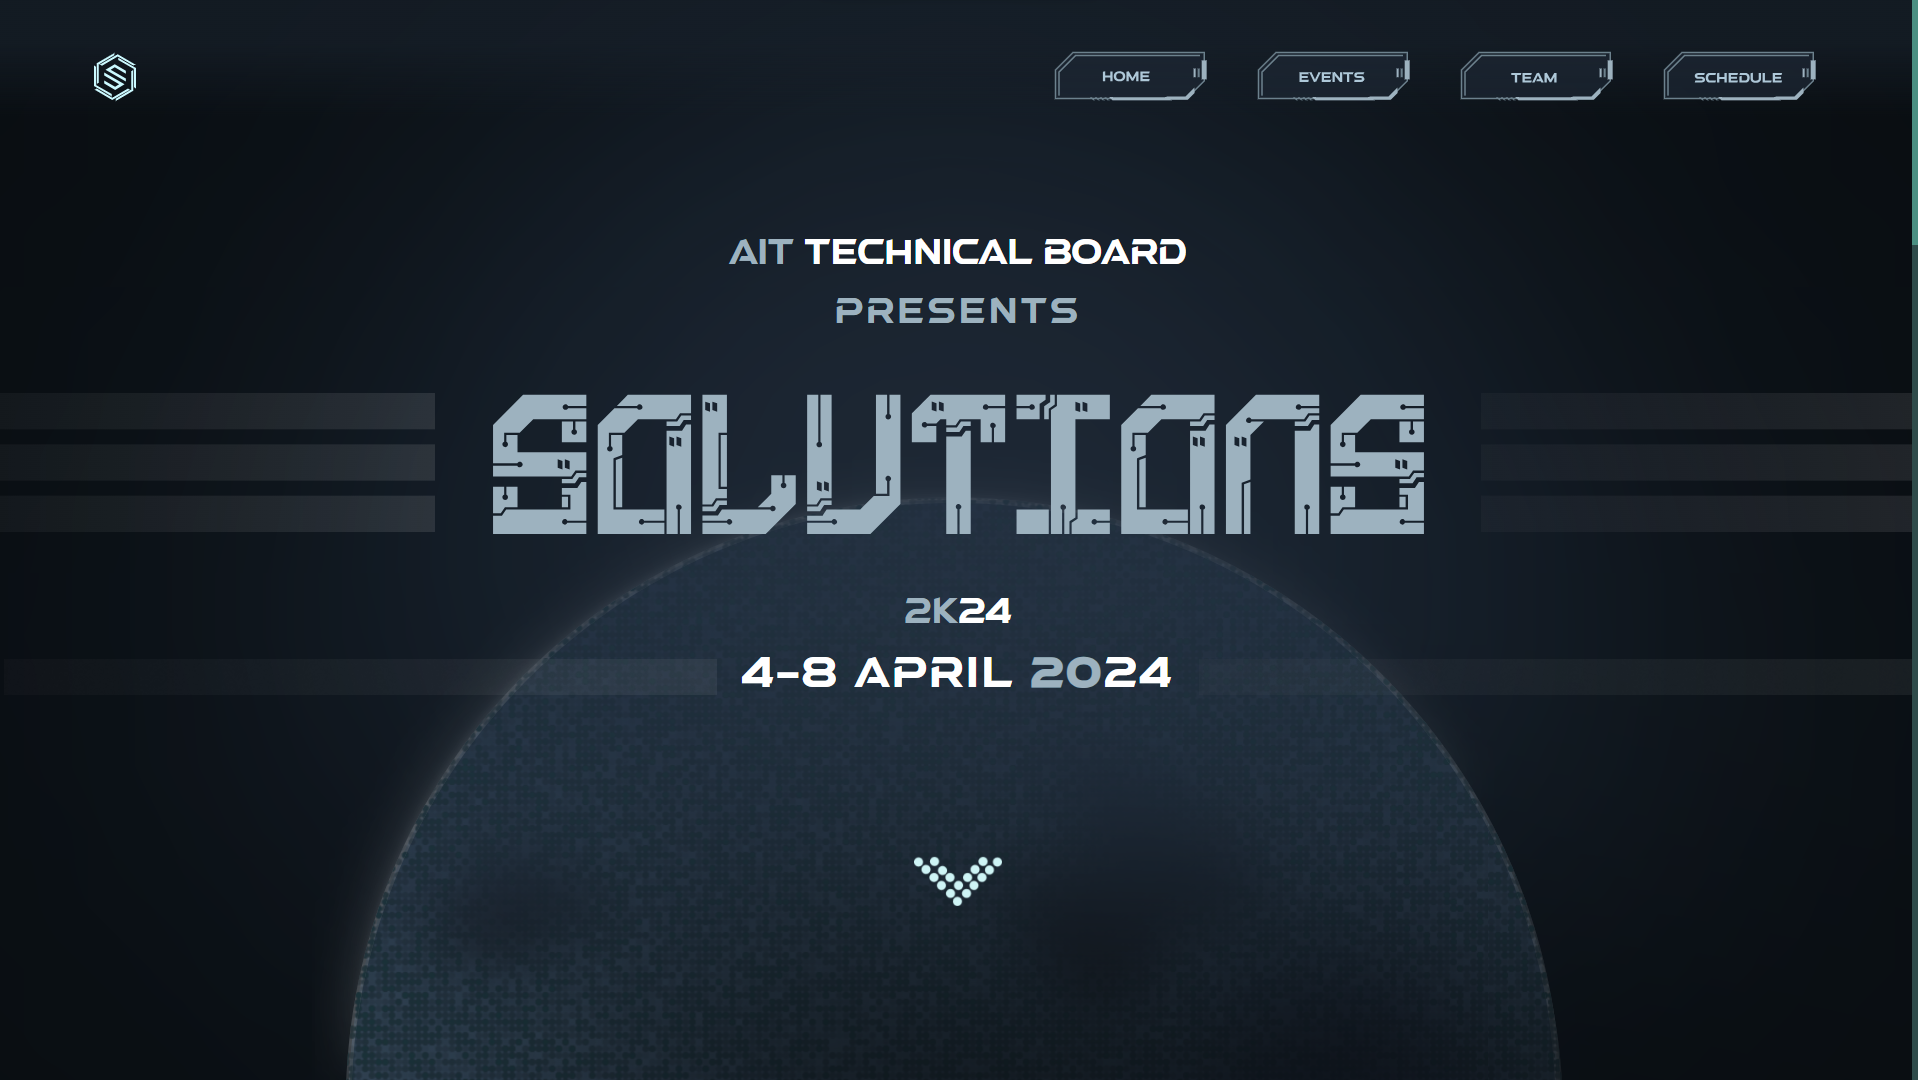 HOME
EVENTS
TEAM
SCHEDULE
AIT TECHNICAL BOARD
PRESENTS
SOLUTIONS
2K24
4-8 APRIL 2024